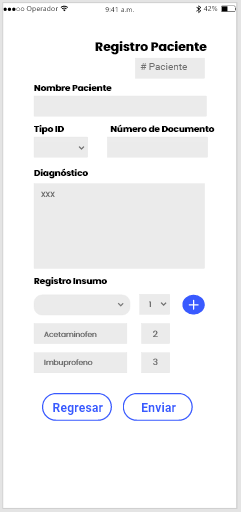 Operador 9:41 a.m. 42%
Registro Paciente
# Paciente
Nombre Paciente
Tipo ID Número de Documento
Diagnóstico
xxx
Registro Insumo
1 +
Acetaminofen 2
Imbuprofeno 3
Regresar Enviar